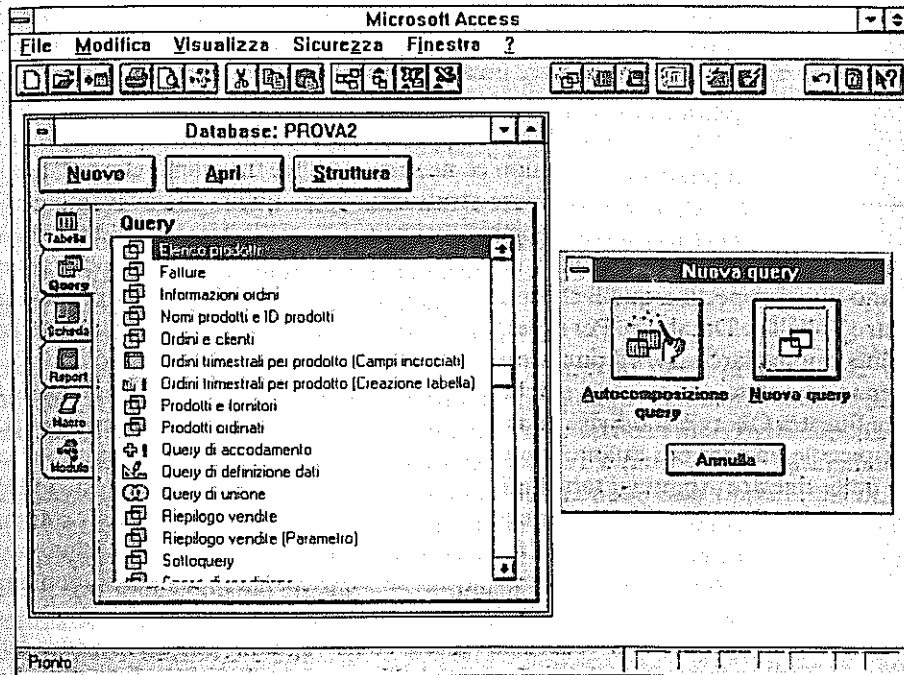 Microsoft Access
File Modifica Visualizza Sicurezza Finestra ?
Database: PROVA2
Nuovo Apri Struttura
Tabella
Query
Scheda
Report
Macro
Modulo
Query
Elenco prodotti
Fatture
Informazioni ordini
Nomi prodotti e ID prodotti
Ordini e clienti
Ordini trimestrali per prodotto (Campi incrociati)
Ordini trimestrali per prodotto (Creazione tabella)
Prodotti e fornitori
Prodotti ordinati
Query di accodamento
Query di definizione dati
Query di unione
Riepilogo vendite
Riepilogo vendite (Parametro)
Sottoquery
Nuova query
Autocomposizione query
Nuova query
Annulla
Pronto